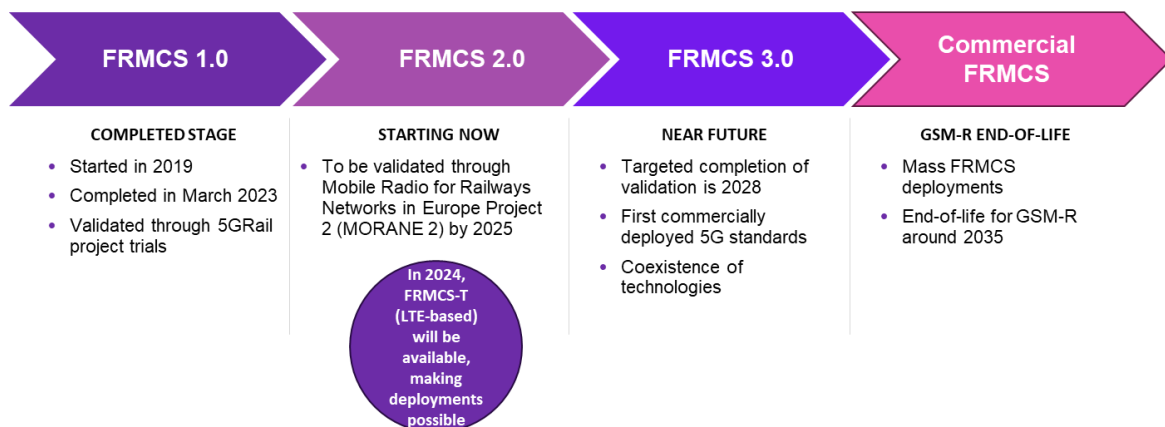 FRMCS 1.0
FRMCS 2.0
FRMCS 3.0
Commercial
FRMCS
COMPLETED STAGE
• Started in 2019
• Completed in March 2023
• Validated through 5GRail
project trials
STARTING NOW
• To be validated through
Mobile Radio for Railways
Networks in Europe Project
2 (MORANE 2) by 2025
In 2024,
FRMCS-T
(LTE-based)
will be
available,
making
deployments
possible
NEAR FUTURE
• Targeted completion of
validation is 2028
• First commercially
deployed 5G standards
• Coexistence of
technologies
GSM-R END-OF-LIFE
• Mass FRMCS
deployments
• End-of-life for GSM-R
around 2035